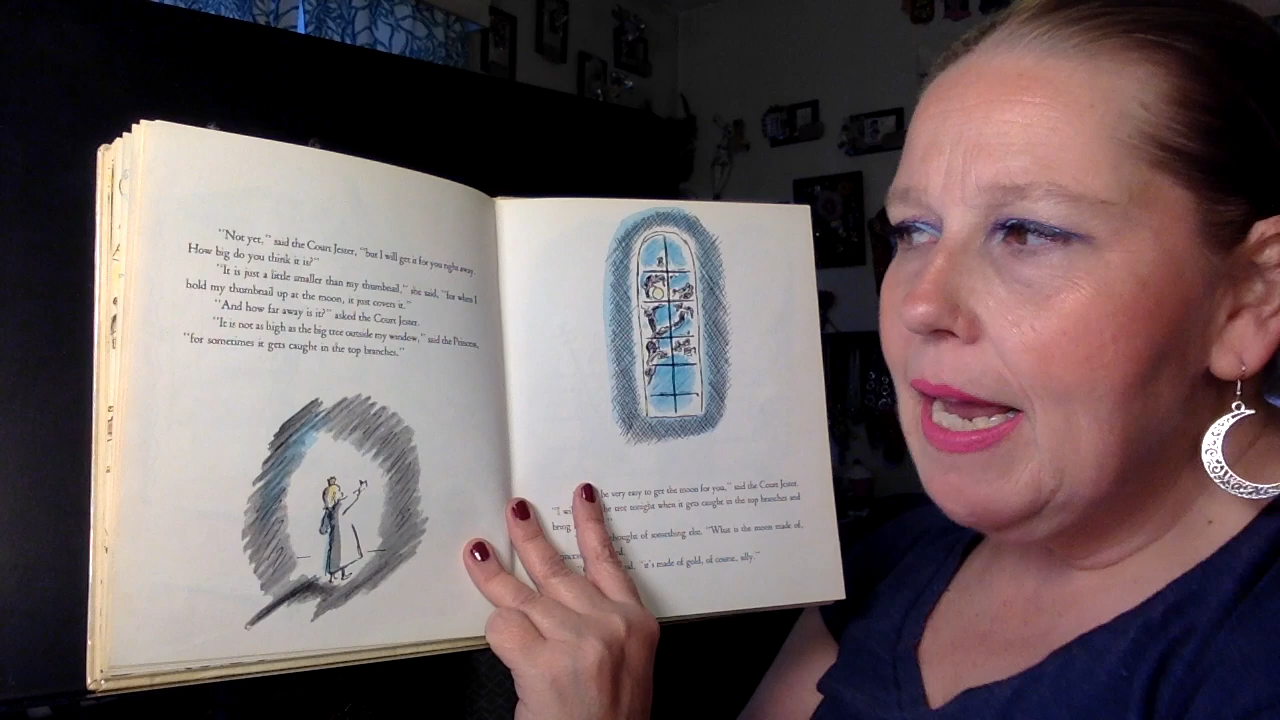 "Not yet," said the Court Jester, "but I will get it for you right away.
How big do you think it is?"
"It is just a little smaller than my thumbnail," she said, "for when I
hold my thumbnail up at the moon, it just covers it."
"And how far away is it?" asked the Court Jester.
"It is not as high as the big tree outside my window," said the Princess,
"for sometimes it gets caught in the top branches."
be very easy to get the moon for you," said the Court Jester.
"I tree tonight when it gets caught in the top branches and
bring
thought of something else. "What is the moon made of,
"it's made of gold, of course, silly."